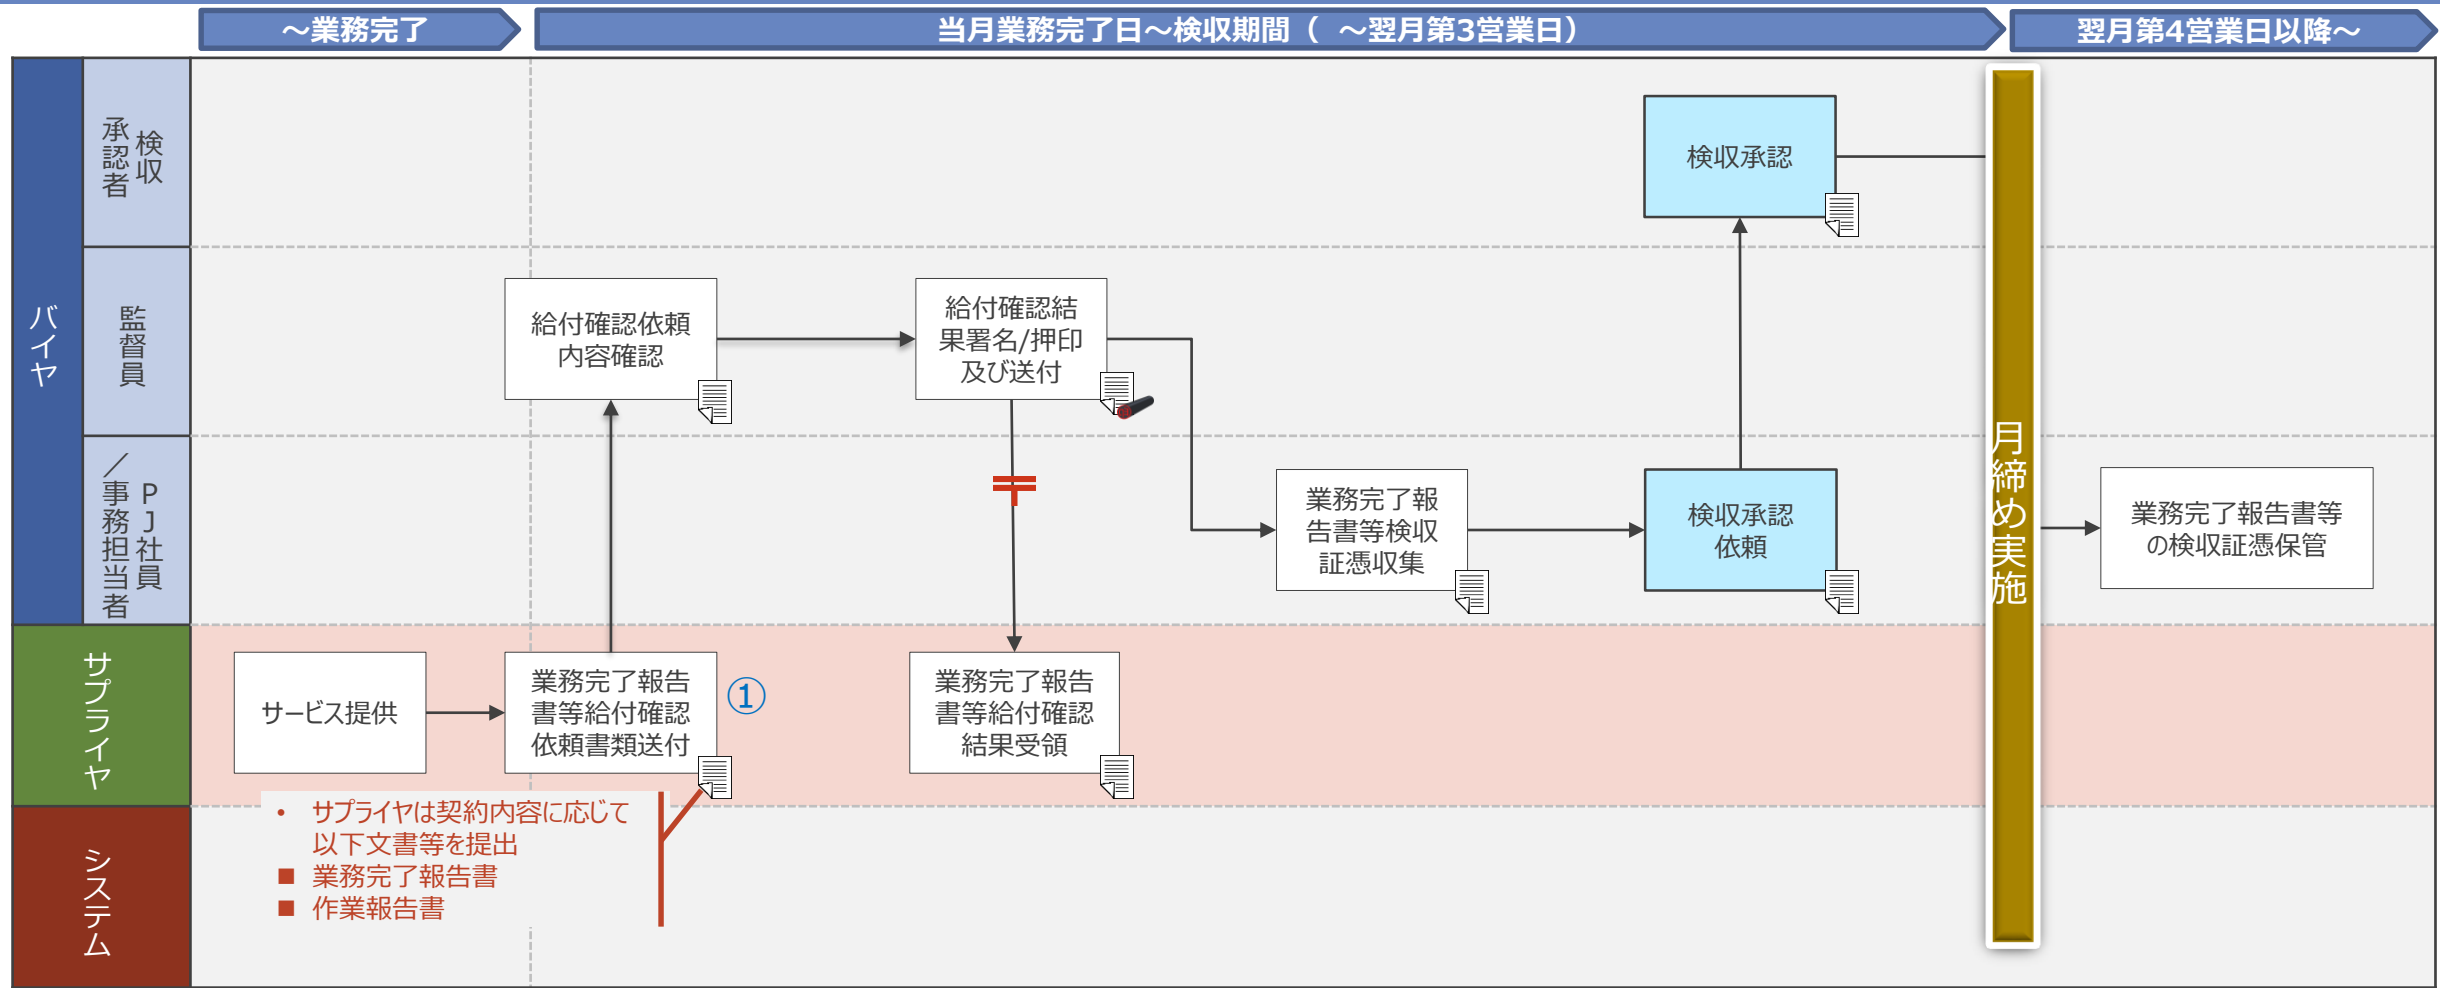 ～業務完了
当月業務完了日～検収期間（ ～翌月第3営業日）
翌月第4営業日以降～
バイヤ
検収
承認者
検収承認
監督員
給付確認依頼
内容確認
給付確認結
果署名/押印
及び送付
PJ社員
／事務担当者
〒
業務完了報
告書等検収
証憑収集
検収承認
依頼
月締め実施
業務完了報告書等
の検収証憑保管
サプライヤ
サービス提供
業務完了報告
書等給付確認
依頼書類送付
①
業務完了報告
書等給付確認
結果受領
システム
• サプライヤは契約内容に応じて
以下文書等を提出
■ 業務完了報告書
■ 作業報告書